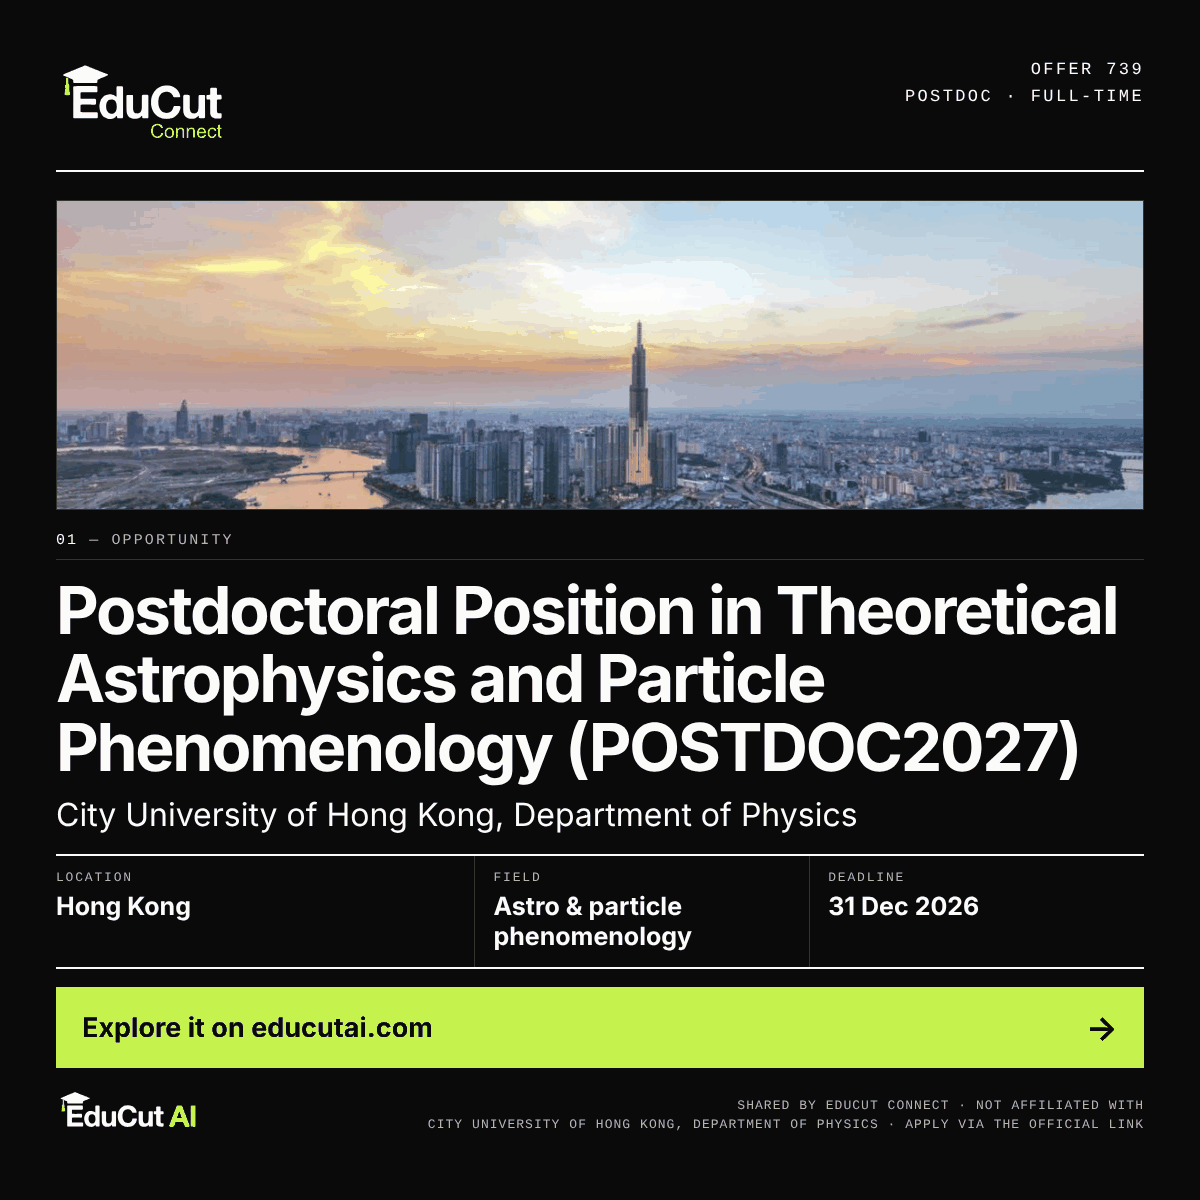 EduCut
Connect
OFFER 739
POSTDOC · FULL-TIME
01 — OPPORTUNITY
Postdoctoral Position in Theoretical
Astrophysics and Particle
Phenomenology (POSTDOC2027)
City University of Hong Kong, Department of Physics
LOCATION
Hong Kong
FIELD
Astro & particle
phenomenology
DEADLINE
31 Dec 2026
Explore it on educutai.com →
EduCut AI
SHARED BY EDUCUT CONNECT · NOT AFFILIATED WITH
CITY UNIVERSITY OF HONG KONG, DEPARTMENT OF PHYSICS · APPLY VIA THE OFFICIAL LINK